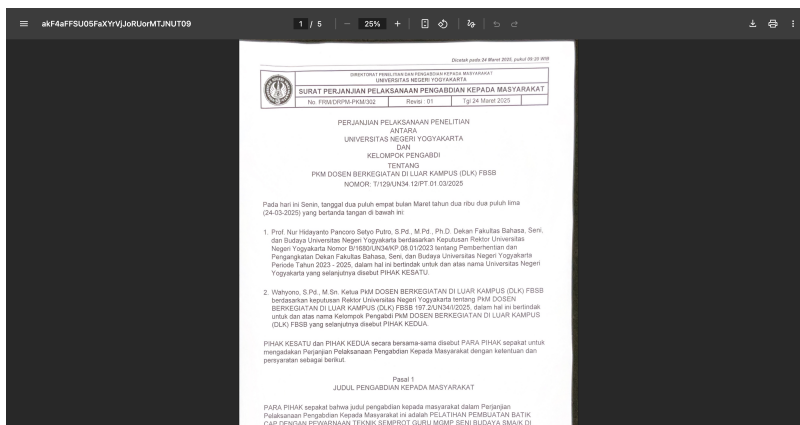 akF4aFFSU05FaXYrVjJoRUorMTJNUT09
1 / 5
25%
Dicetak pada 24 Maret 2025, pukul 09:35 WIB
DIREKTORAT PENELITIAN DAN PENGABDIAN KEPADA MASYARAKAT
UNIVERSITAS NEGERI YOGYAKARTA
SURAT PERJANJIAN PELAKSANAAN PENGABDIAN KEPADA MASYARAKAT
No. FRM/DRPM-PKM/302 Revisi : 01 Tgl 24 Maret 2025
PERJANJIAN PELAKSANAAN PENELITIAN
ANTARA
UNIVERSITAS NEGERI YOGYAKARTA
DAN
KELOMPOK PENGABDI
TENTANG
PKM DOSEN BERKEGIATAN DI LUAR KAMPUS (DLK) FBSB
NOMOR: T/129/UN34.12/PT.01.03/2025
Pada hari ini Senin, tanggal dua puluh empat bulan Maret tahun dua ribu dua puluh lima
(24-03-2025) yang bertanda tangan di bawah ini:
1. Prof. Nur Hidayanto Pancoro Setyo Putro, S.Pd., M.Pd., Ph.D. Dekan Fakultas Bahasa, Seni,
dan Budaya Universitas Negeri Yogyakarta berdasarkan Keputusan Rektor Universitas
Negeri Yogyakarta Nomor B/1680/UN34/KP.08.01/2023 tentang Pemberhentian dan
Pengangkatan Dekan Fakultas Bahasa, Seni, dan Budaya Universitas Negeri Yogyakarta
Periode Tahun 2023 - 2025, dalam hal ini bertindak untuk dan atas nama Universitas Negeri
Yogyakarta yang selanjutnya disebut PIHAK KESATU.
2. Wahyono, S.Pd., M.Sn. Ketua PkM DOSEN BERKEGIATAN DI LUAR KAMPUS (DLK) FBSB
berdasarkan keputusan Rektor Universitas Negeri Yogyakarta tentang PkM DOSEN
BERKEGIATAN DI LUAR KAMPUS (DLK) FBSB 197.2/UN34/I/2025, dalam hal ini bertindak
untuk dan atas nama Kelompok Pengabdi PkM DOSEN BERKEGIATAN DI LUAR KAMPUS
(DLK) FBSB yang selanjutnya disebut PIHAK KEDUA.
PIHAK KESATU dan PIHAK KEDUA secara bersama-sama disebut PARA PIHAK sepakat untuk
mengadakan Perjanjian Pelaksanaan Pengabdian Kepada Masyarakat dengan ketentuan dan
persyaratan sebagai berikut.
Pasal 1
JUDUL PENGABDIAN KEPADA MASYARAKAT
PARA PIHAK sepakat bahwa judul pengabdian kepada masyarakat dalam Perjanjian
Pelaksanaan Pengabdian Kepada Masyarakat ini adalah PELATIHAN PEMBUATAN BATIK
CAP DENGAN PEWARNAAN TEKNIK SEMPROT GURU MGMP SENI BUDAYA SMA/K DI